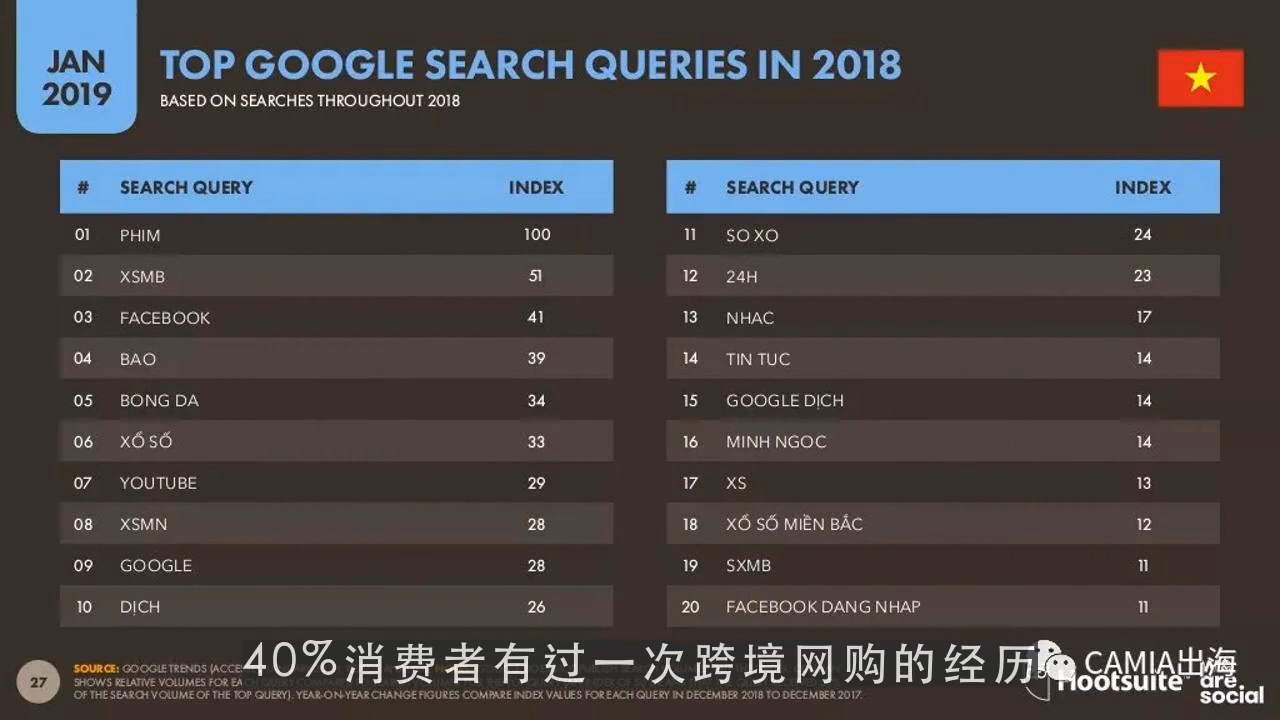 JAN
2019
TOP GOOGLE SEARCH QUERIES IN 2018
BASED ON SEARCHES THROUGHOUT 2018
# SEARCH QUERY INDEX
01 PHIM 100
02 XSMB 51
03 FACEBOOK 41
04 BAO 39
05 BONG DA 34
06 XỔ SỐ 33
07 YOUTUBE 29
08 XSMN 28
09 GOOGLE 28
10 DỊCH 26
# SEARCH QUERY INDEX
11 SO XO 24
12 24H 23
13 NHAC 17
14 TIN TUC 14
15 GOOGLE DỊCH 14
16 MINH NGOC 14
17 XS 13
18 XỔ SỐ MIỀN BẮC 12
19 SXMB 11
20 FACEBOOK DANG NHAP 11
40%消费者有过一次跨境网购的经历
27
SOURCE: GOOGLE TRENDS
SHOWS RELATIVE VOLUMES FOR
OF THE SEARCH VOLUME OF THE TOP QUERY). YEAR-ON-YEAR CHANGE FIGURES COMPARE INDEX VALUES FOR EACH QUERY IN DECEMBER 2018 TO DECEMBER 2017.
CAMIA出海
Hootsuite
are
social